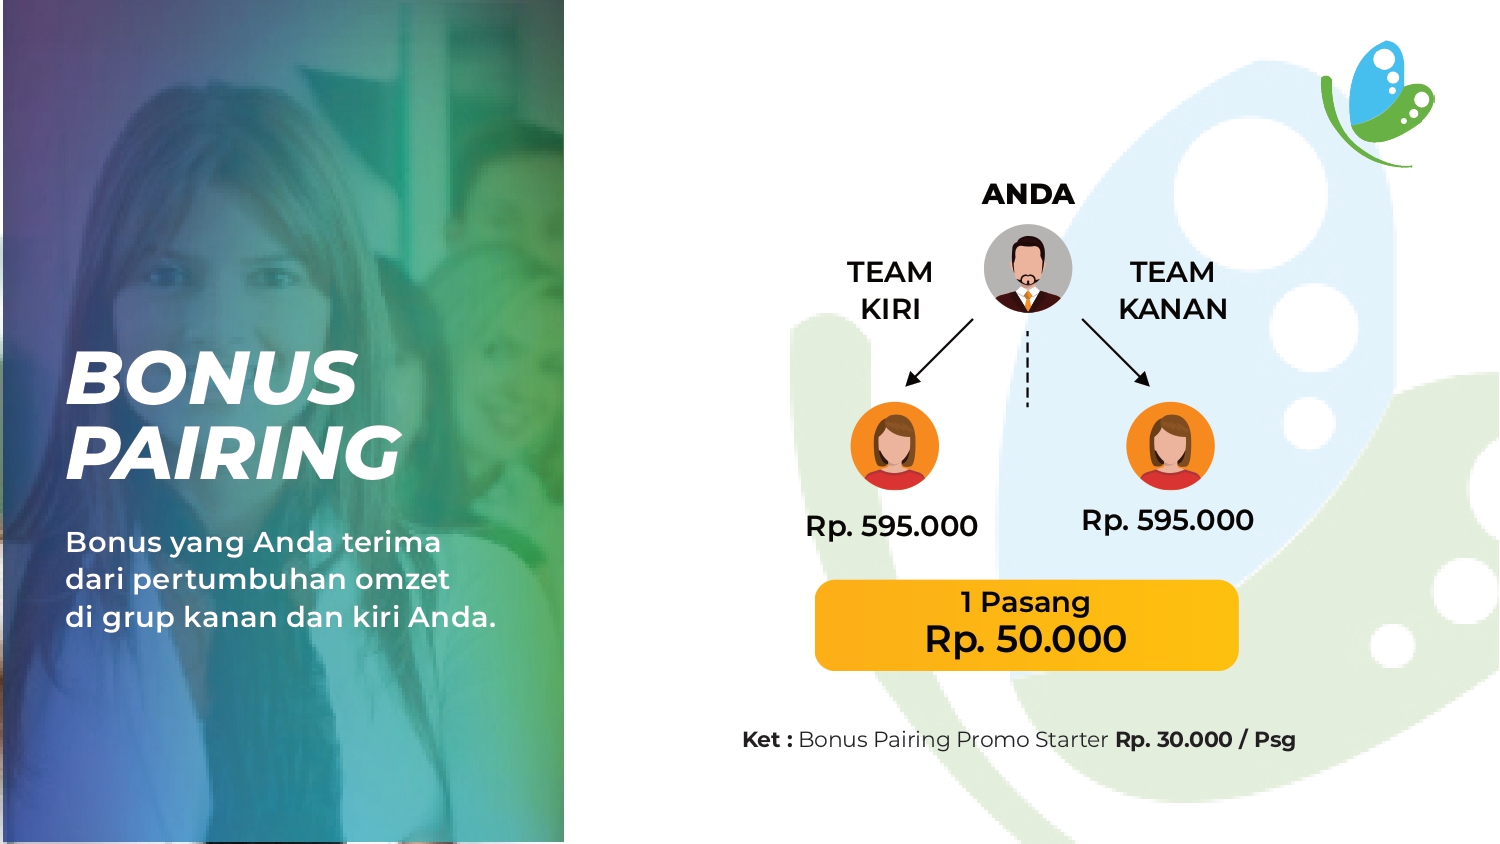 BONUS
PAIRING
Bonus yang Anda terima
dari pertumbuhan omzet
di grup kanan dan kiri Anda.
ANDA
TEAM
KIRI
TEAM
KANAN
Rp. 595.000
Rp. 595.000
1 Pasang
Rp. 50.000
Ket : Bonus Pairing Promo Starter Rp. 30.000 / Psg